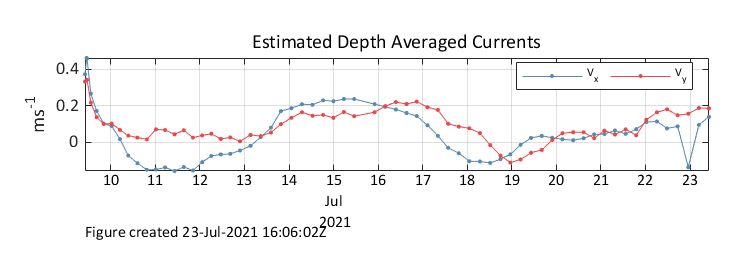 Estimated Depth Averaged Currents
0.4
0.2
0
ms-1
Vx
Vy
10 11 12 13 14 15 16 17 18 19 20 21 22 23
Jul
2021
Figure created 23-Jul-2021 16:06:02Z